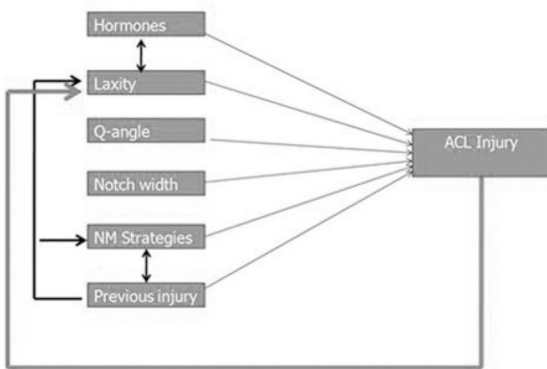 Hormones
Laxity
Q-angle
Notch width
NM Strategies
Previous injury
ACL Injury